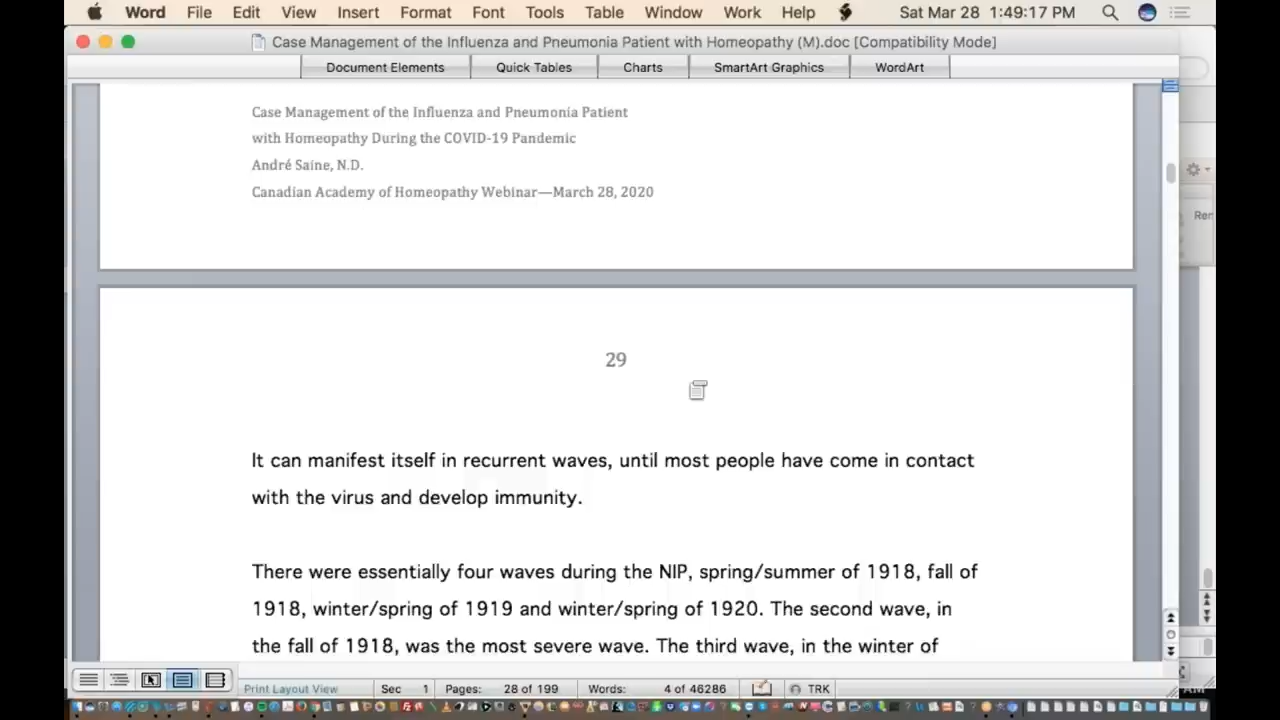 Word File Edit View Insert Format Font Tools Table Window Work Help Sat Mar 28 1:49:17 PM
Case Management of the Influenza and Pneumonia Patient with Homeopathy (M).doc [Compatibility Mode]
Document Elements Quick Tables Charts SmartArt Graphics WordArt
Case Management of the Influenza and Pneumonia Patient
with Homeopathy During the COVID-19 Pandemic
André Saine, N.D.
Canadian Academy of Homeopathy Webinar—March 28, 2020
Rer
29
It can manifest itself in recurrent waves, until most people have come in contact
with the virus and develop immunity.
There were essentially four waves during the NIP, spring/summer of 1918, fall of
1918, winter/spring of 1919 and winter/spring of 1920. The second wave, in
the fall of 1918, was the most severe wave. The third wave, in the winter of
Print Layout View Sec 1 Pages: 28 of 199 Words: 4 of 46286 TRK
AM